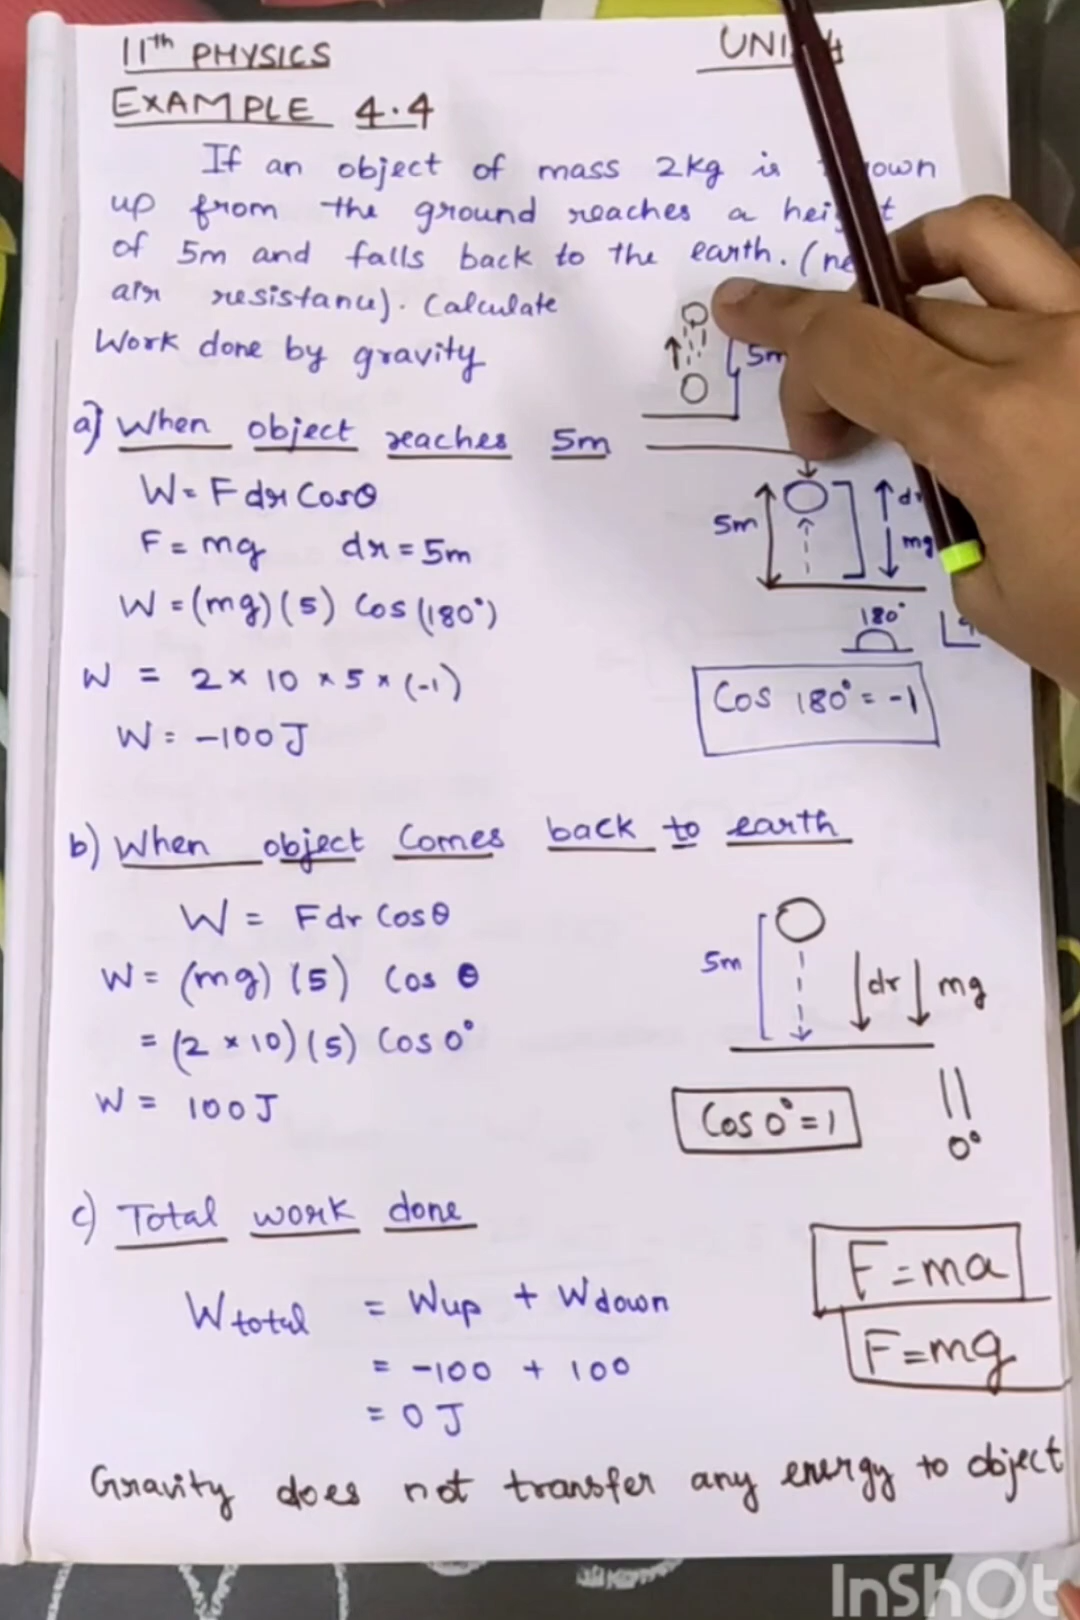 11th PHYSICS
UNI
EXAMPLE 4.4
If an object of mass 2kg is own
up from the ground reaches a hei t
of 5m and falls back to the earth. (ne
air resistance). Calculate
Work done by gravity
5m
a) When object reaches 5m
W = F dr Cosθ
F = mg dr = 5m
5m
mg
W = (mg) (5) Cos (180°)
180°
W = 2 × 10 × 5 × (-1)
Cos 180° = -1
W = -100 J
b) When object Comes back to earth
W = F dr Cos θ
W = (mg) (5) Cos θ
5m
dr mg
= (2 × 10) (5) Cos 0°
W = 100 J
Cos 0° = 1
0°
c) Total work done
F = ma
W total = Wup + Wdown
F = mg
= -100 + 100
= 0 J
Gravity does not transfer any energy to object
InShOt